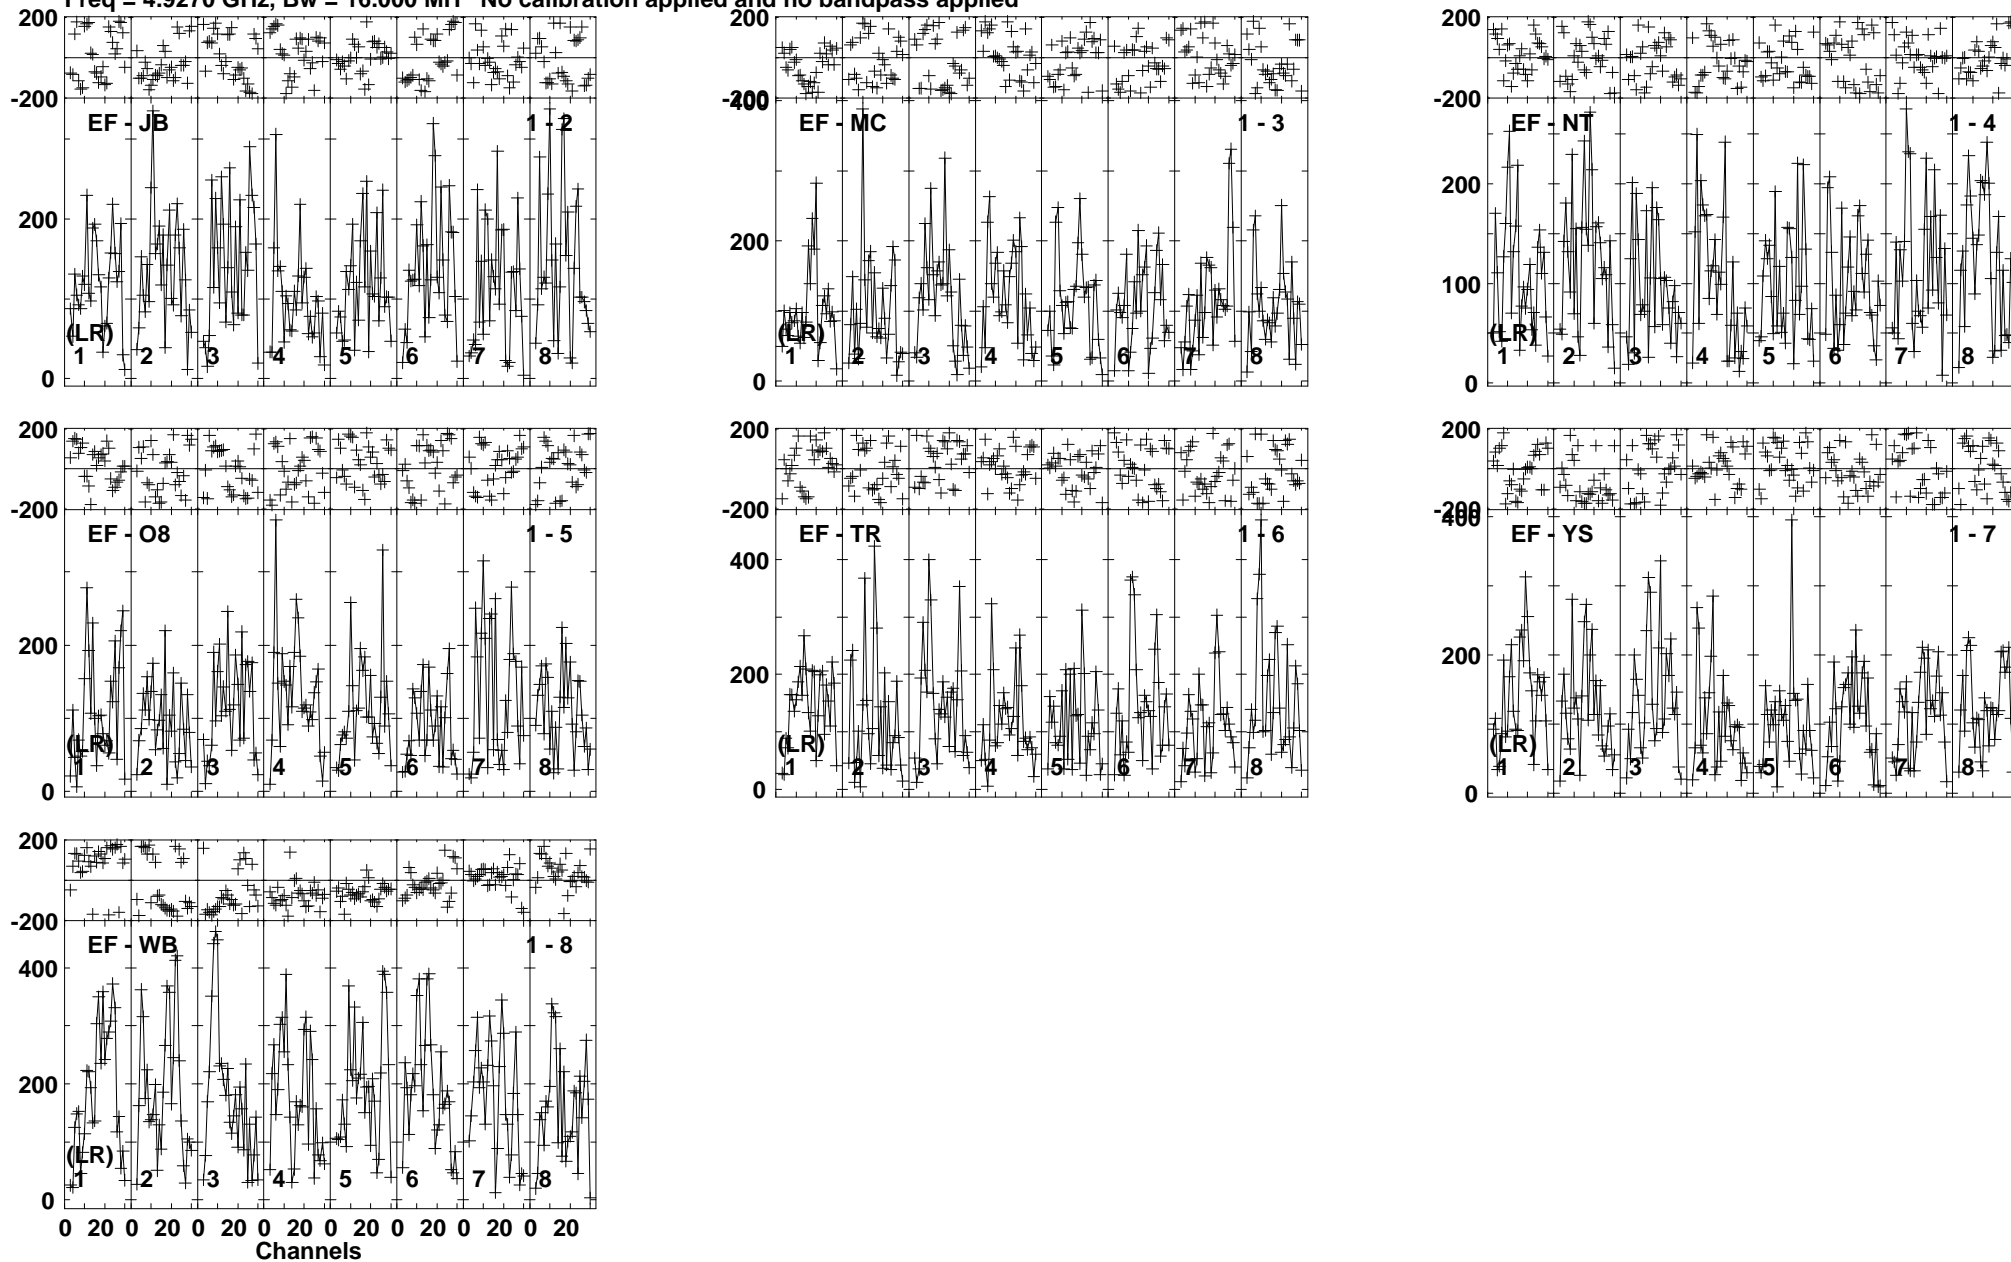 Freq = 4.9270 GHz, Bw = 16.000 MH No calibration applied and no bandpass applied
200 200 200
-200 -200 400 -200
EF - JB 1 - 2 EF - MC 1 - 3 EF - NT 1 - 4
200 200 200
100
(LR) (LR) (LR)
1 2 3 4 5 6 7 8 1 2 3 4 5 6 7 8 1 2 3 4 5 6 7 8
0 0 0
200 200 200
-200 -200 -200 400
EF - O8 1 - 5 EF - TR 1 - 6 EF - YS 1 - 7
400
200 200 200
(LR) (LR) (LR)
1 2 3 4 5 6 7 8 1 2 3 4 5 6 7 8 1 2 3 4 5 6 7 8
0 0 0
200
-200
EF - WB 1 - 8
400
200
(LR)
1 2 3 4 5 6 7 8
0
0 20 0 20 0 20 0 20 0 20 0 20 0 20 0 20
Channels